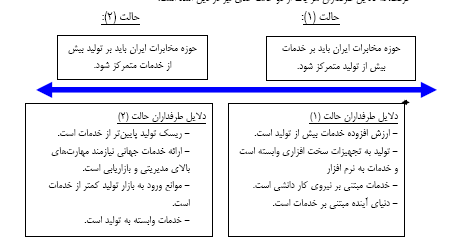 حالت (۱):
حوزه مخابرات ایران باید بر خدمات
بیش از تولید متمرکز شود.
حالت (۲):
حوزه مخابرات ایران باید بر تولید بیش
از خدمات متمرکز شود.
دلایل طرفداران حالت (۱)
– ارزش افزوده خدمات بیش از تولید است.
– تولید به تجهیزات سخت افزاری وابسته است
و خدمات به نرم افزار
– خدمات مبتنی بر نیروی کار دانشی است.
– دنیای آینده مبتنی بر خدمات است.
دلایل طرفداران حالت (۲)
– ریسک تولید پایین‌تر از خدمات است.
– ارائه خدمات جهانی نیازمند مهارت‌های
بالای مدیریتی و بازاریابی است.
– موانع ورود به بازار تولید کمتر از خدمات
است.
– خدمات وابسته به تولید است.